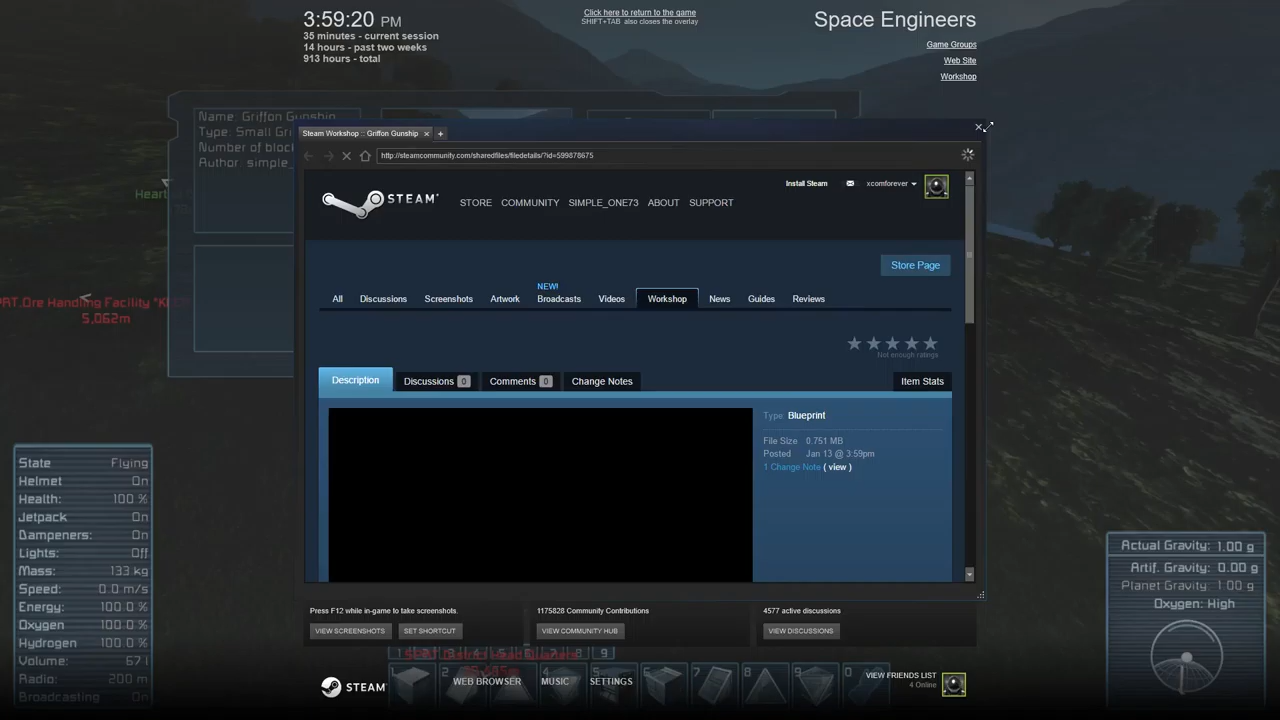 3:59:20 PM
35 minutes - current session
14 hours - past two weeks
913 hours - total
Click here to return to the game
SHIFT+TAB also closes the overlay
Space Engineers
Game Groups
Web Site
Workshop
Name: Griffon Gunship
Type: Small Gri
Number of block
Author: simple_
Steam Workshop :: Griffon Gunship
http://steamcommunity.com/sharedfiles/filedetails/?id=599878675
Install Steam
xcomforever
STEAM
STORE COMMUNITY SIMPLE_ONE73 ABOUT SUPPORT
Store Page
NEW!
All Discussions Screenshots Artwork Broadcasts Videos Workshop News Guides Reviews
Not enough ratings
Description Discussions 0 Comments 0 Change Notes Item Stats
Type: Blueprint
File Size 0.751 MB
Posted Jan 13 @ 3:59pm
1 Change Note ( view )
Ore Handling Facility
5,062m
State Flying
Helmet On
Health: 100 %
Jetpack On
Dampeners: On
Lights: Off
Mass: 133 kg
Speed: 0.0 m/s
Energy: 100.0 %
Oxygen 100.0 %
Hydrogen 100.0 %
Volume: 67 l
Radio: 200 m
Broadcasting On
Actual Gravity: 1.00 g
Artif. Gravity: 0.00 g
Planet Gravity: 1.00 g
Oxygen: High
Press F12 while in-game to take screenshots.
VIEW SCREENSHOTS SET SHORTCUT
1175828 Community Contributions
VIEW COMMUNITY HUB
4577 active discussions
VIEW DISCUSSIONS
STEAM
WEB BROWSER MUSIC SETTINGS
VIEW FRIENDS LIST
4 Online